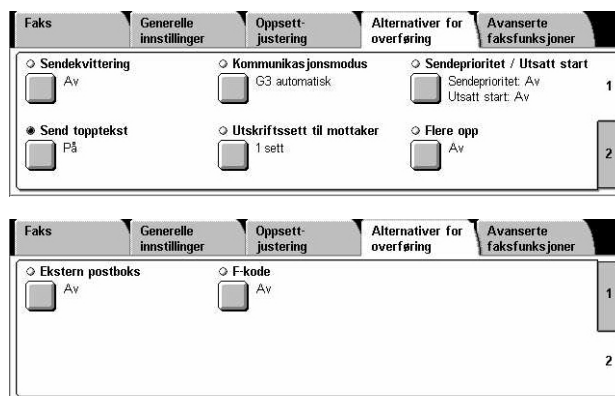 Faks
Generelle
innstillinger
Oppsett-
justering
Alternativer for
overføring
Avanserte
faksfunksjoner
Sendekvittering
Av
Kommunikasjonsmodus
G3 automatisk
Sendeprioritet / Utsatt start
Sendeprioritet: Av
Utsatt start: Av
1
Send topptekst
På
Utskriftssett til mottaker
1 sett
Flere opp
Av
2
Faks
Generelle
innstillinger
Oppsett-
justering
Alternativer for
overføring
Avanserte
faksfunksjoner
Ekstern postboks
Av
F-kode
Av
1
2